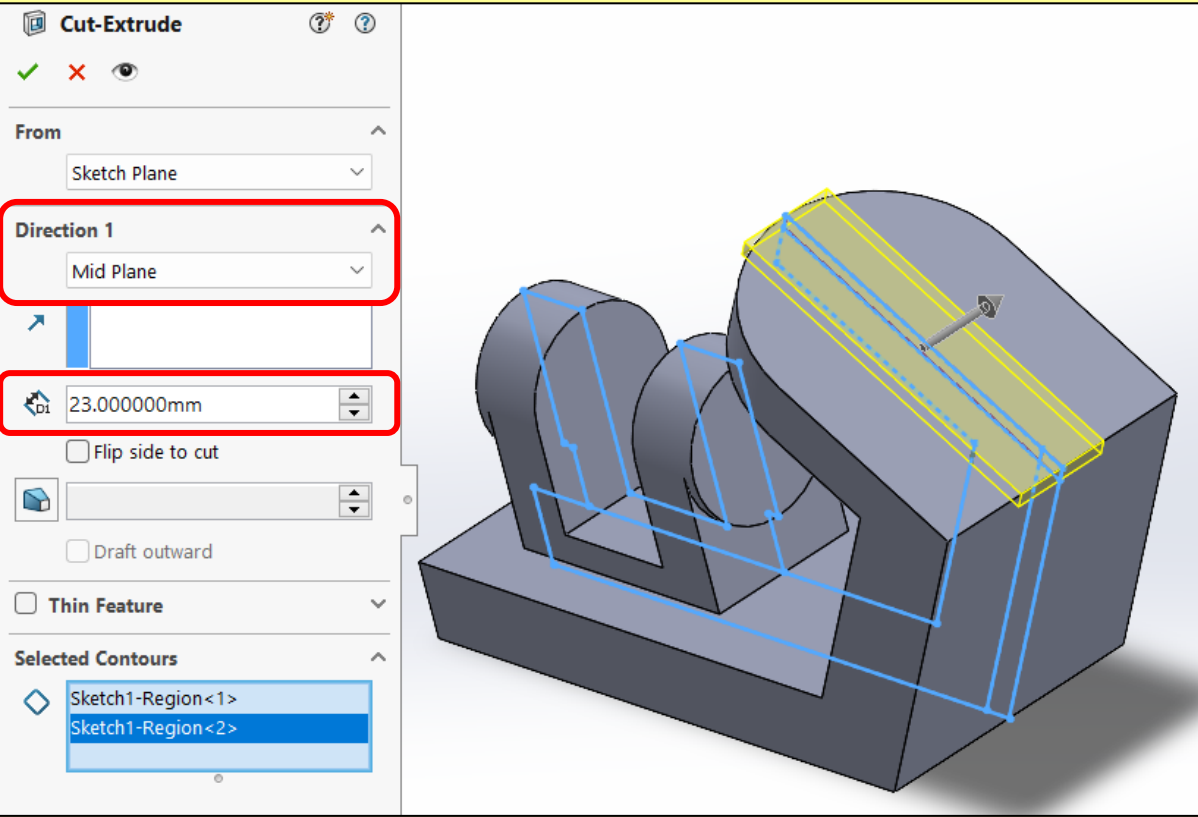 Cut-Extrude
From
Sketch Plane
Direction 1
Mid Plane
D1
23.000000mm
Flip side to cut
Draft outward
Thin Feature
Selected Contours
Sketch1-Region<1>
Sketch1-Region<2>